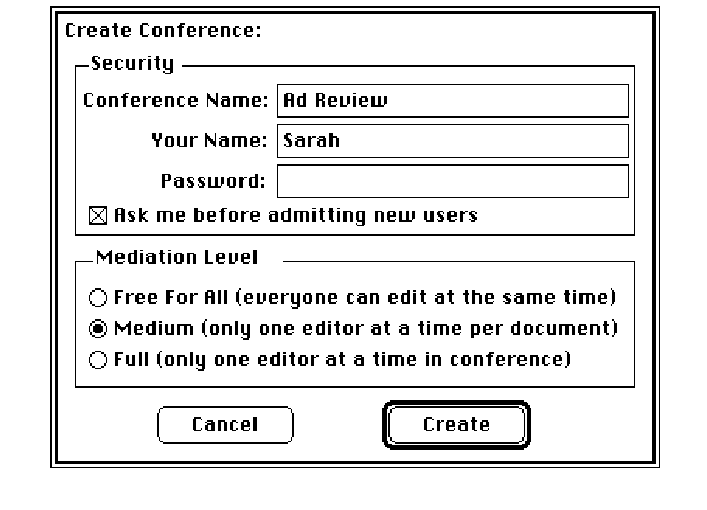 Create Conference:
Security
Conference Name: Ad Review
Your Name: Sarah
Password:
Ask me before admitting new users
Mediation Level
Free For All (everyone can edit at the same time)
Medium (only one editor at a time per document)
Full (only one editor at a time in conference)
Cancel Create